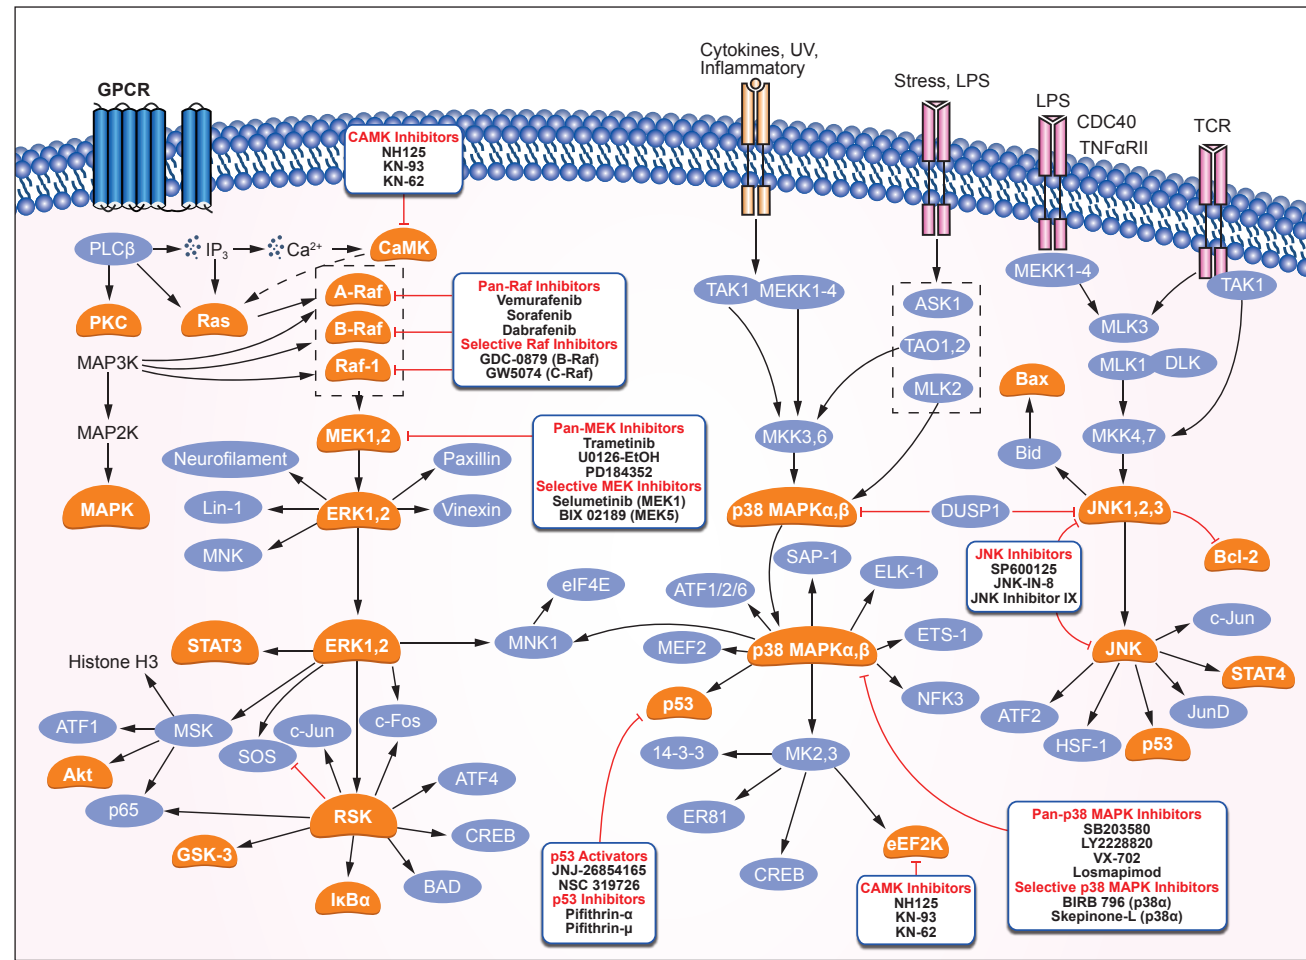 Cytokines, UV,
Inflammatory
Stress, LPS
GPCR
LPS
CDC40
TNFαRII
TCR
CAMK Inhibitors
NH125
KN-93
KN-62
PLCβ
IP3
Ca2+
CaMK
PKC
Ras
A-Raf
B-Raf
Raf-1
Pan-Raf Inhibitors
Vemurafenib
Sorafenib
Dabrafenib
Selective Raf Inhibitors
GDC-0879 (B-Raf)
GW5074 (C-Raf)
MAP3K
MAP2K
MAPK
MEK1,2
Pan-MEK Inhibitors
Trametinib
U0126-EtOH
PD184352
Selective MEK Inhibitors
Selumetinib (MEK1)
BIX 02189 (MEK5)
Neurofilament
Paxillin
Lin-1
ERK1,2
Vinexin
MNK
TAK1
MEKK1-4
ASK1
TAO1,2
MLK2
MKK3,6
p38 MAPKα,β
MEKK1-4
TAK1
MLK3
MLK1
DLK
Bax
MKK4,7
Bid
DUSP1
JNK1,2,3
Bcl-2
JNK Inhibitors
SP600125
JNK-IN-8
JNK Inhibitor IX
STAT3
ERK1,2
MNK1
eIF4E
Histone H3
ATF1
MSK
Akt
p65
SOS
c-Jun
c-Fos
RSK
ATF4
CREB
GSK-3
IκBα
BAD
SAP-1
ATF1/2/6
ELK-1
MEF2
p38 MAPKα,β
ETS-1
p53
NFK3
14-3-3
MK2,3
ER81
CREB
eEF2K
JNK
c-Jun
STAT4
ATF2
JunD
HSF-1
p53
p53 Activators
JNJ-26854165
NSC 319726
p53 Inhibitors
Pifithrin-α
Pifithrin-μ
CAMK Inhibitors
NH125
KN-93
KN-62
Pan-p38 MAPK Inhibitors
SB203580
LY2228820
VX-702
Losmapimod
Selective p38 MAPK Inhibitors
BIRB 796 (p38α)
Skepinone-L (p38α)